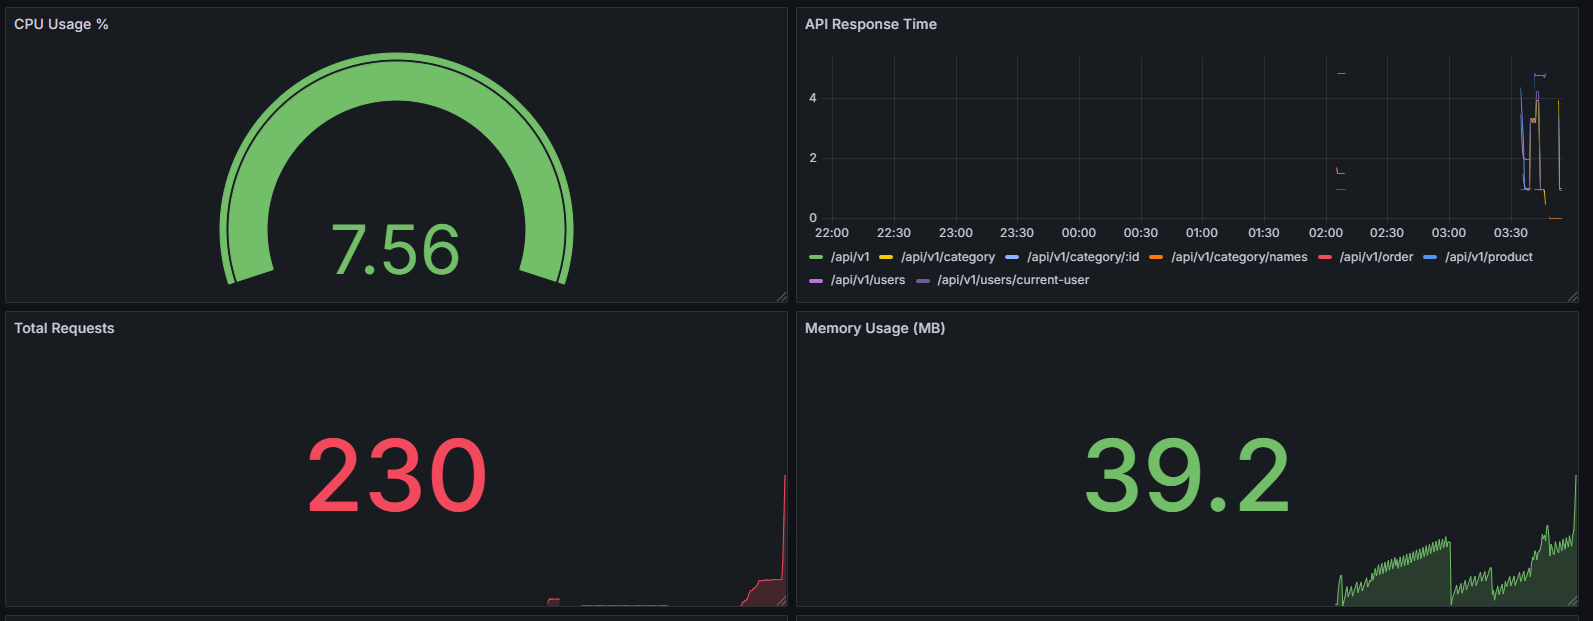 CPU Usage %
7.56
API Response Time
4
2
0
22:00 22:30 23:00 23:30 00:00 00:30 01:00 01:30 02:00 02:30 03:00 03:30
/api/v1 /api/v1/category /api/v1/category/:id /api/v1/category/names /api/v1/order /api/v1/product
/api/v1/users /api/v1/users/current-user
Total Requests
230
Memory Usage (MB)
39.2